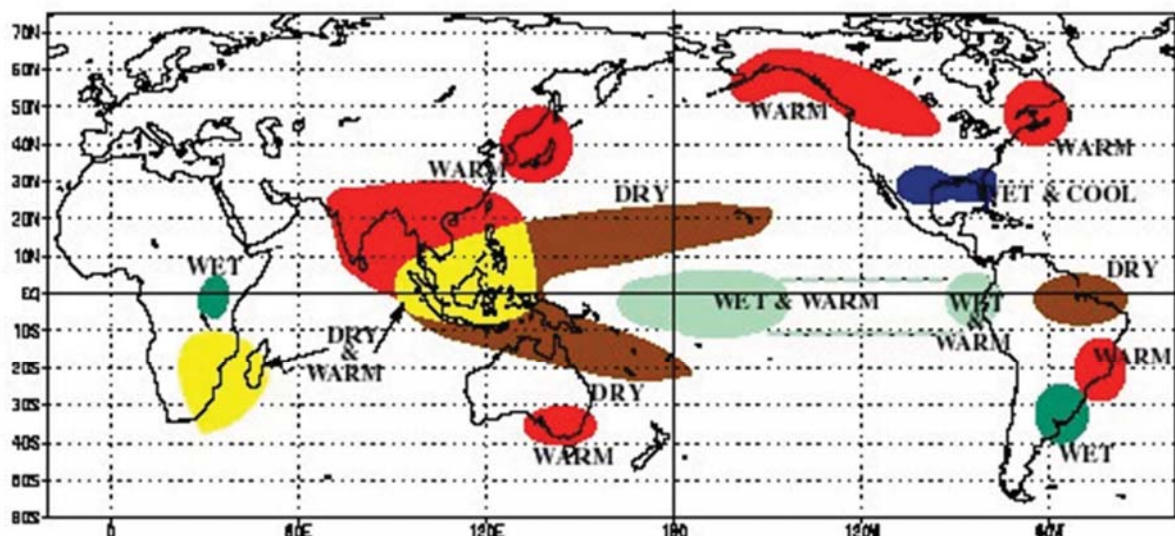 70N
60N
50N
40N
30N
20N
10N
EQ
10S
20S
30S
40S
50S
60S
80S
WARM
WARM
WARM
DRY
WET & COOL
WET
DRY
WET & WARM
WET
&
WARM
DRY
&
WARM
WARM
DRY
WARM
WET
0
60E
120E
180
120W
60W